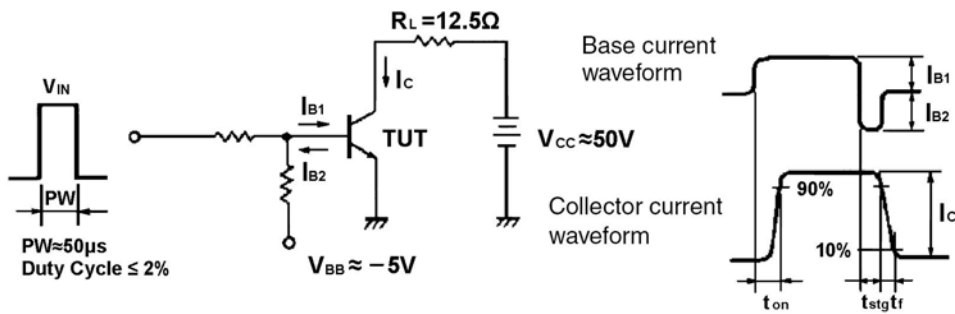 RL=12.5Ω
VIN
IB1
IC
TUT
IB2
VCC≈50V
PW
PW≈50µs
Duty Cycle ≤ 2%
VBB≈ −5V
Base current
waveform
IB1
IB2
Collector current
waveform
90%
10%
IC
ton
tstg tf